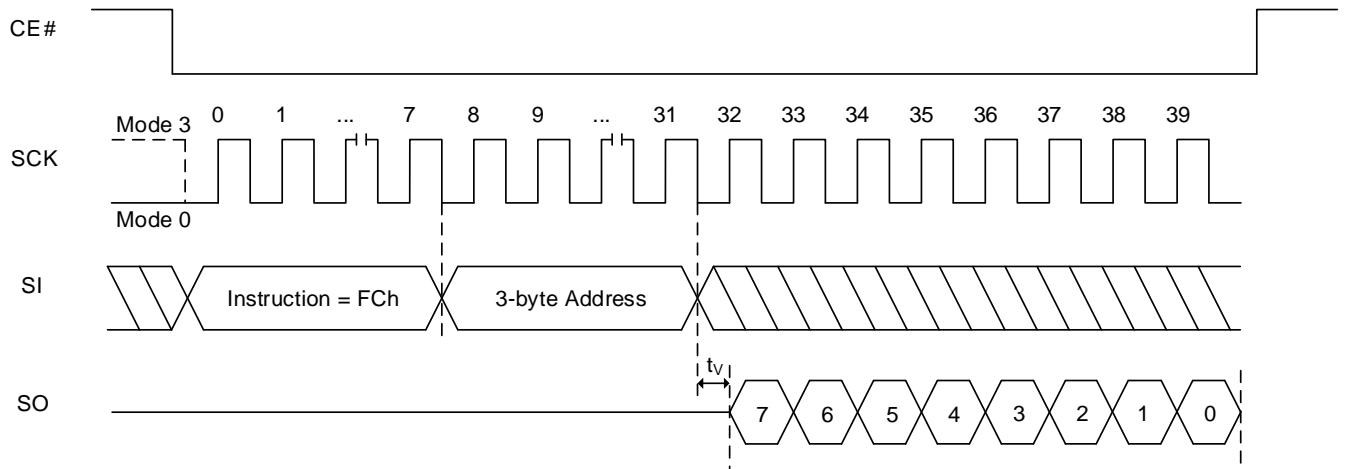 CE#
Mode 3
0 1 ... 7 8 9 ... 31 32 33 34 35 36 37 38 39
SCK
Mode 0
SI
Instruction = FCh
3-byte Address
tV
SO
7 6 5 4 3 2 1 0